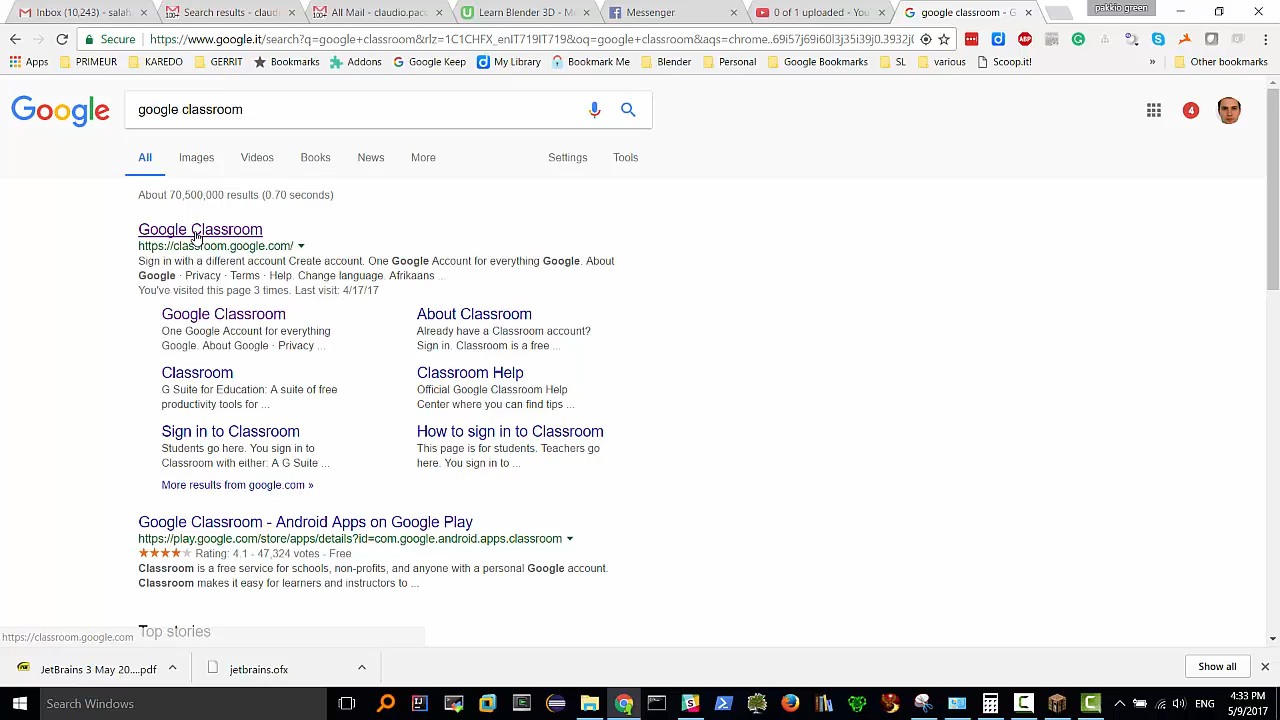 Inbox (10,243) - salah
Search results - claud
All Mail - claudio.pac
Learn Blender 3D - M
Messenger
0 of 1 uploaded - You
google classroom - G
pakkio green
Secure
https://www.google.it/search?q=google+classroom&rlz=1C1CHFX_enIT719IT719&oq=google+classroom&aqs=chrome..69i57j69i60l3j35i39j0.3932j0
Apps
PRIMEUR
KAREDO
GERRIT
Bookmarks
Addons
Google Keep
My Library
Bookmark Me
Blender
Personal
Google Bookmarks
SL
various
Scoop.it!
»
Other bookmarks
Google
google classroom
4
All
Images
Videos
Books
News
More
Settings
Tools
About 70,500,000 results (0.70 seconds)
Google Classroom
https://classroom.google.com/
Sign in with a different account Create account. One Google Account for everything Google. About
Google · Privacy · Terms · Help. Change language. Afrikaans ...
You've visited this page 3 times. Last visit: 4/17/17
Google Classroom
One Google Account for everything
Google. About Google · Privacy ...
About Classroom
Already have a Classroom account?
Sign in. Classroom is a free ...
Classroom
G Suite for Education: A suite of free
productivity tools for ...
Classroom Help
Official Google Classroom Help
Center where you can find tips ...
Sign in to Classroom
Students go here. You sign in to
Classroom with either: A G Suite ...
How to sign in to Classroom
This page is for students. Teachers go
here. You sign in to ...
More results from google.com »
Google Classroom - Android Apps on Google Play
https://play.google.com/store/apps/details?id=com.google.android.apps.classroom
Rating: 4.1 - 47,324 votes - Free
Classroom is a free service for schools, non-profits, and anyone with a personal Google account.
Classroom makes it easy for learners and instructors to ...
Top stories
https://classroom.google.com
JetBrains 3 May 20....pdf
jetbrains.ofx
Show all
Search Windows
ENG
4:33 PM
5/9/2017